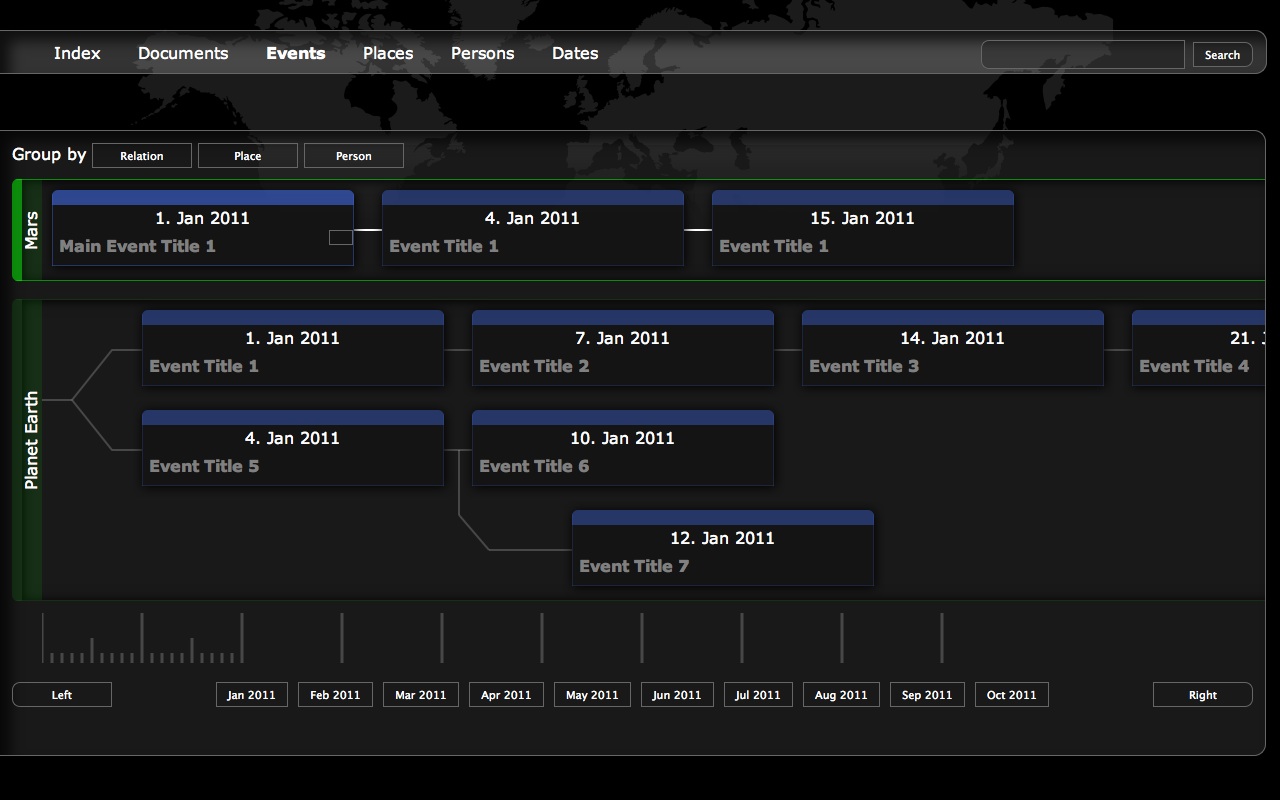 Index Documents Events Places Persons Dates Search
Group by Relation Place Person
Mars
1. Jan 2011 4. Jan 2011 15. Jan 2011
Main Event Title 1 Event Title 1 Event Title 1
Planet Earth
1. Jan 2011 7. Jan 2011 14. Jan 2011 21.
Event Title 1 Event Title 2 Event Title 3 Event Title 4
4. Jan 2011 10. Jan 2011
Event Title 5 Event Title 6
12. Jan 2011
Event Title 7
Left Jan 2011 Feb 2011 Mar 2011 Apr 2011 May 2011 Jun 2011 Jul 2011 Aug 2011 Sep 2011 Oct 2011 Right